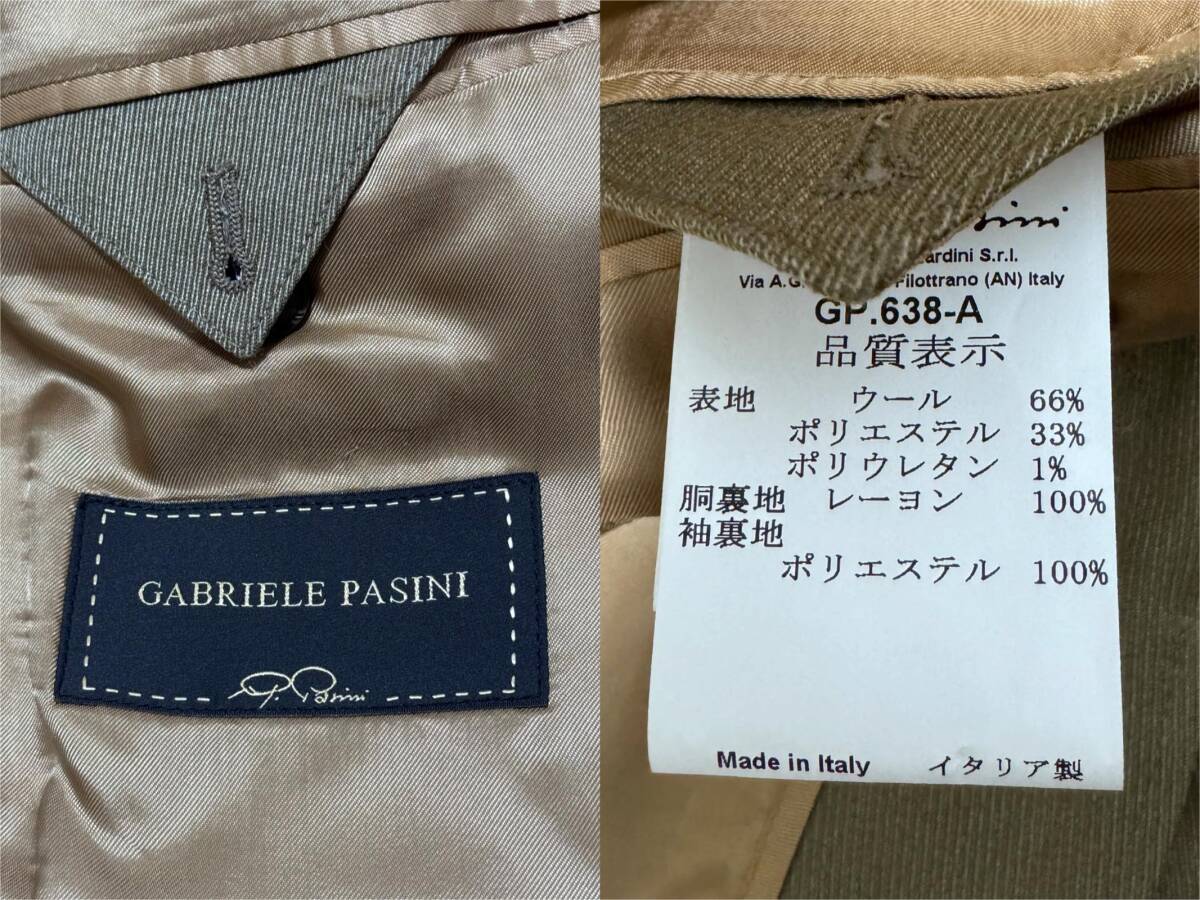 GABRIELE PASINI
G. Pasini
S.r.l.
Via A.G. Filottrano (AN) Italy
GP.638-A
品質表示
表地 ウール 66%
ポリエステル 33%
ポリウレタン 1%
胴裏地 レーヨン 100%
袖裏地
ポリエステル 100%
Made in Italy イタリア製